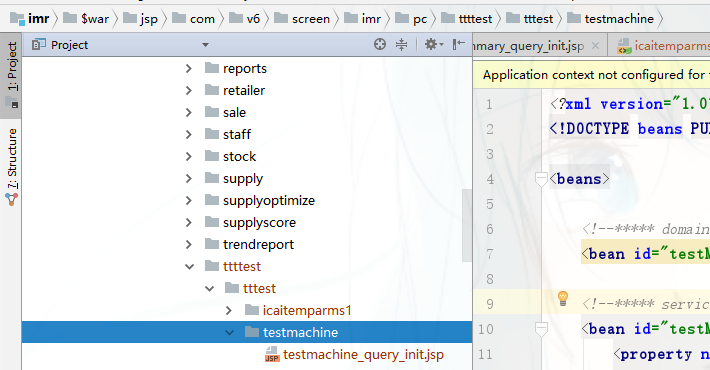 imr $war jsp com v6 screen imr pc ttttest tttest testmachine
1: Project
7: Structure
Project
reports
retailer
sale
staff
stock
supply
supplyoptimize
supplyscore
trendreport
ttttest
tttest
icaitemparms1
testmachine
testmachine_query_init.jsp
mmary_query_init.jsp icaitemparms
Application context not configured for
1 <?xml version="1.0
2 <!DOCTYPE beans PU
3
4 <beans>
5
6 <!--***** domain
7 <bean id="testM
8
9 <!--***** servic
10 <bean id="testM
11 <property n